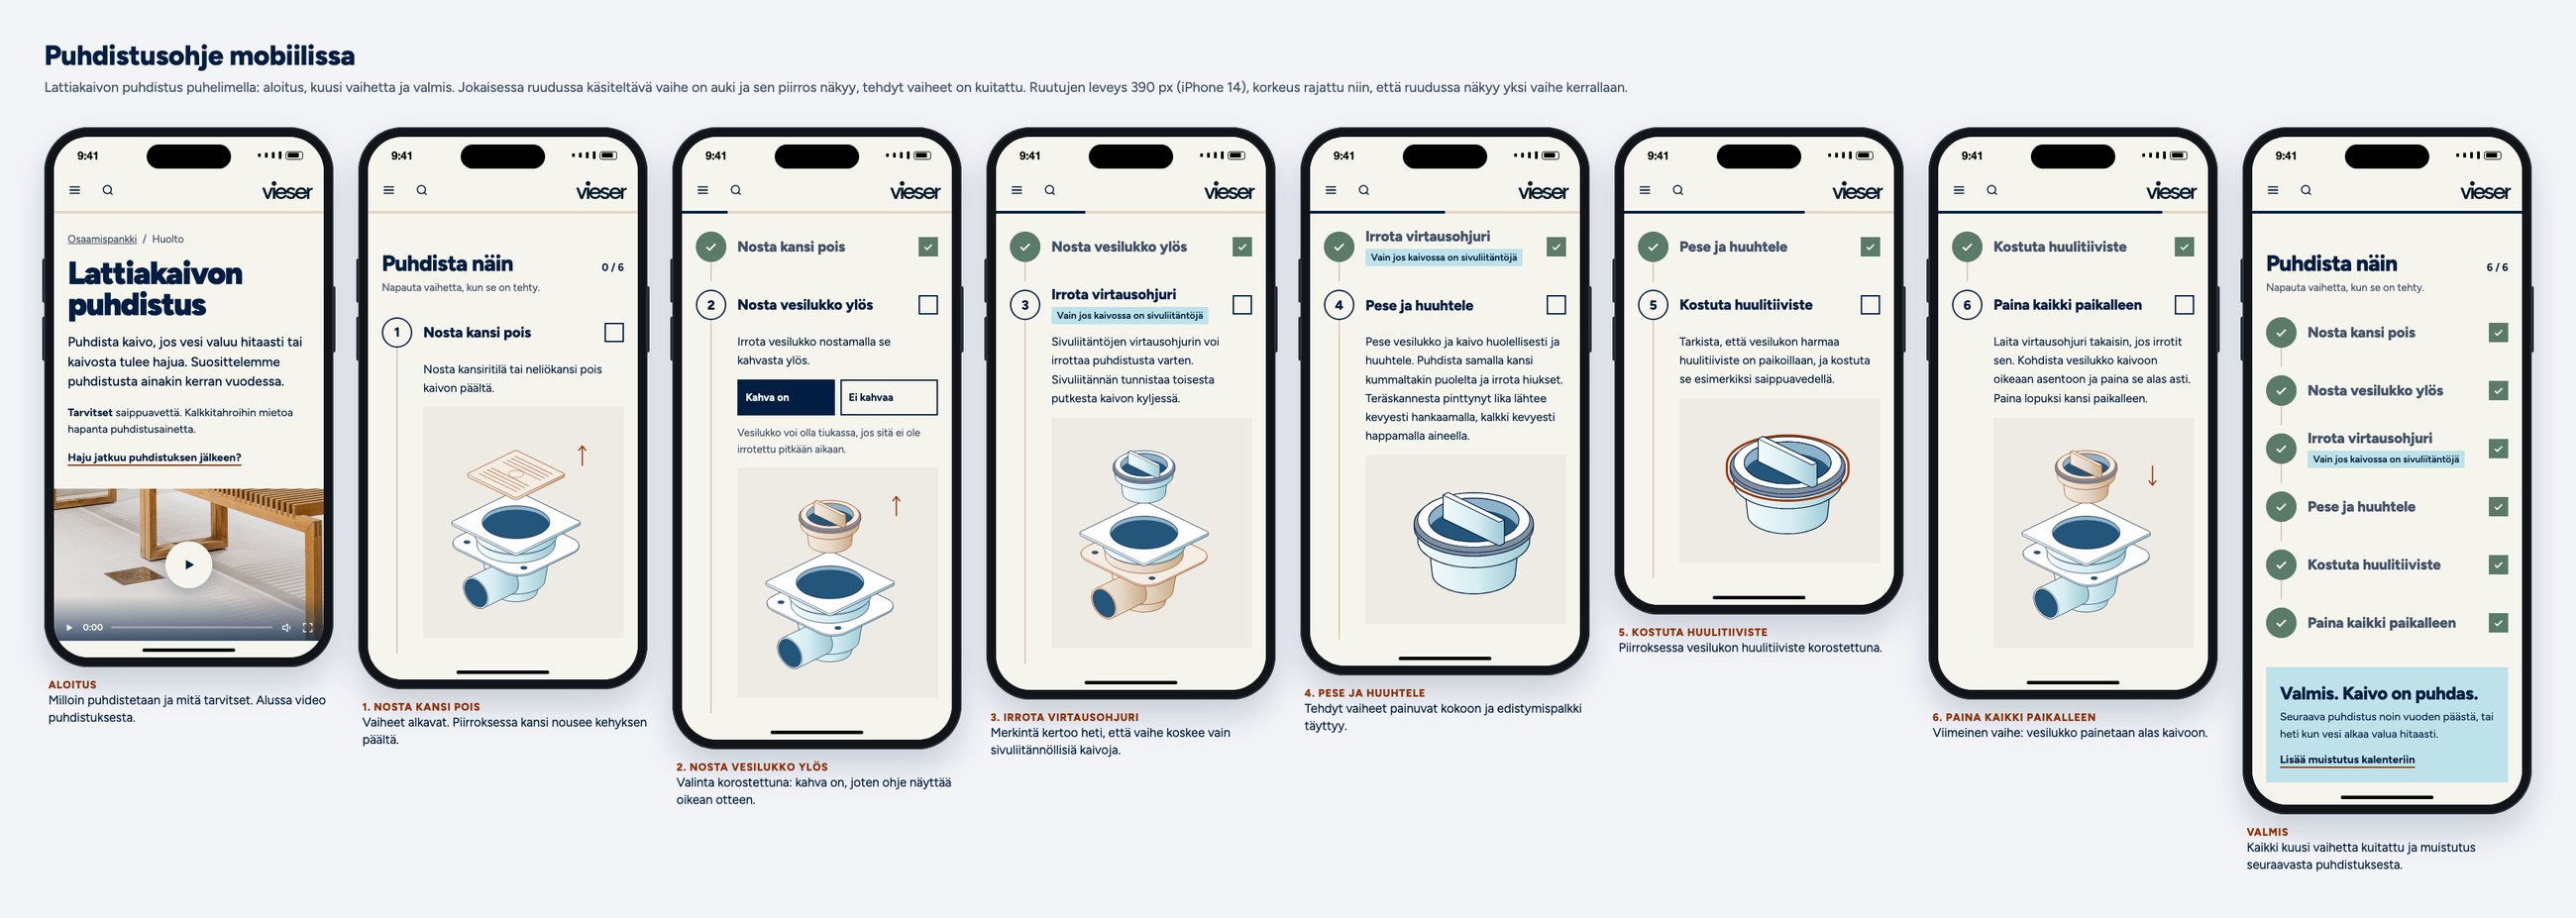 Puhdistusohje mobiilissa
Lattiakaivon puhdistus puhelimella: aloitus, kuusi vaihetta ja valmis. Jokaisessa ruudussa käsiteltävä vaihe on auki ja sen piirros näkyy, tehdyt vaiheet on kuitattu. Ruutujen leveys 390 px (iPhone 14), korkeus rajattu niin, että ruudussa näkyy yksi vaihe kerrallaan.
9:41
vieser
Osaamispankki / Huolto
Lattiakaivon
puhdistus
Puhdista kaivo, jos vesi valuu hitaasti tai
kaivosta tulee hajua. Suosittelemme
puhdistusta ainakin kerran vuodessa.
Tarvitset saippuavettä. Kalkkitahroihin mietoa
hapanta puhdistusainetta.
Haju jatkuu puhdistuksen jälkeen?
0:00
ALOITUS
Milloin puhdistetaan ja mitä tarvitset. Alussa video
puhdistuksesta.
9:41
vieser
Puhdista näin
0 / 6
Napauta vaihetta, kun se on tehty.
1
Nosta kansi pois
Nosta kansiritilä tai neliökansi pois
kaivon päältä.
1. NOSTA KANSI POIS
Vaiheet alkavat. Piirroksessa kansi nousee kehyksen
päältä.
9:41
vieser
Nosta kansi pois
2
Nosta vesilukko ylös
Irrota vesilukko nostamalla se
kahvasta ylös.
Kahva on
Ei kahvaa
Vesilukko voi olla tiukassa, jos sitä ei ole
irrotettu pitkään aikaan.
2. NOSTA VESILUKKO YLÖS
Valinta korostettuna: kahva on, joten ohje näyttää
oikean otteen.
9:41
vieser
Nosta vesilukko ylös
3
Irrota virtausohjuri
Vain jos kaivossa on sivuliitäntöjä
Sivuliitäntöjen virtausohjurin voi
irrottaa puhdistusta varten.
Sivuliitännän tunnistaa toisesta
putkesta kaivon kyljessä.
3. IRROTA VIRTAUSOHJURI
Merkintä kertoo heti, että vaihe koskee vain
sivuliitännöllisiä kaivoja.
9:41
vieser
Irrota virtausohjuri
Vain jos kaivossa on sivuliitäntöjä
4
Pese ja huuhtele
Pese vesilukko ja kaivo huolellisesti ja
huuhtele. Puhdista samalla kansi
kummaltakin puolelta ja irrota hiukset.
Teräskannesta pinttynyt lika lähtee
kevyesti hankaamalla, kalkki kevyesti
happamalla aineella.
4. PESE JA HUUHTELE
Tehdyt vaiheet painuvat kokoon ja edistymispalkki
täyttyy.
9:41
vieser
Pese ja huuhtele
5
Kostuta huulitiiviste
Tarkista, että vesilukon harmaa
huulitiiviste on paikoillaan, ja kostuta
se esimerkiksi saippuavedellä.
5. KOSTUTA HUULITIIVISTE
Piirroksessa vesilukon huulitiiviste korostettuna.
9:41
vieser
Kostuta huulitiiviste
6
Paina kaikki paikalleen
Laita virtausohjuri takaisin, jos irrotit
sen. Kohdista vesilukko kaivoon
oikeaan asentoon ja paina se alas asti.
Paina lopuksi kansi paikalleen.
6. PAINA KAIKKI PAIKALLEEN
Viimeinen vaihe: vesilukko painetaan alas kaivoon.
9:41
vieser
Puhdista näin
6 / 6
Napauta vaihetta, kun se on tehty.
Nosta kansi pois
Nosta vesilukko ylös
Irrota virtausohjuri
Vain jos kaivossa on sivuliitäntöjä
Pese ja huuhtele
Kostuta huulitiiviste
Paina kaikki paikalleen
Valmis. Kaivo on puhdas.
Seuraava puhdistus noin vuoden päästä, tai
heti kun vesi alkaa valua hitaasti.
Lisää muistutus kalenteriin
VALMIS
Kaikki kuusi vaihetta kuitattu ja muistutus
seuraavasta puhdistuksesta.